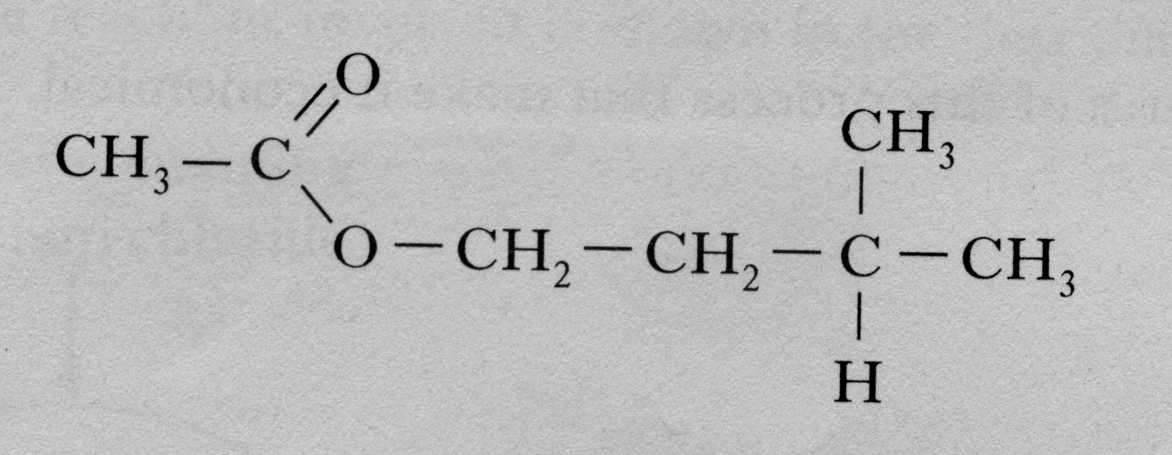 O
CH₃
CH₃ — C
O — CH₂ — CH₂ — C — CH₃
H